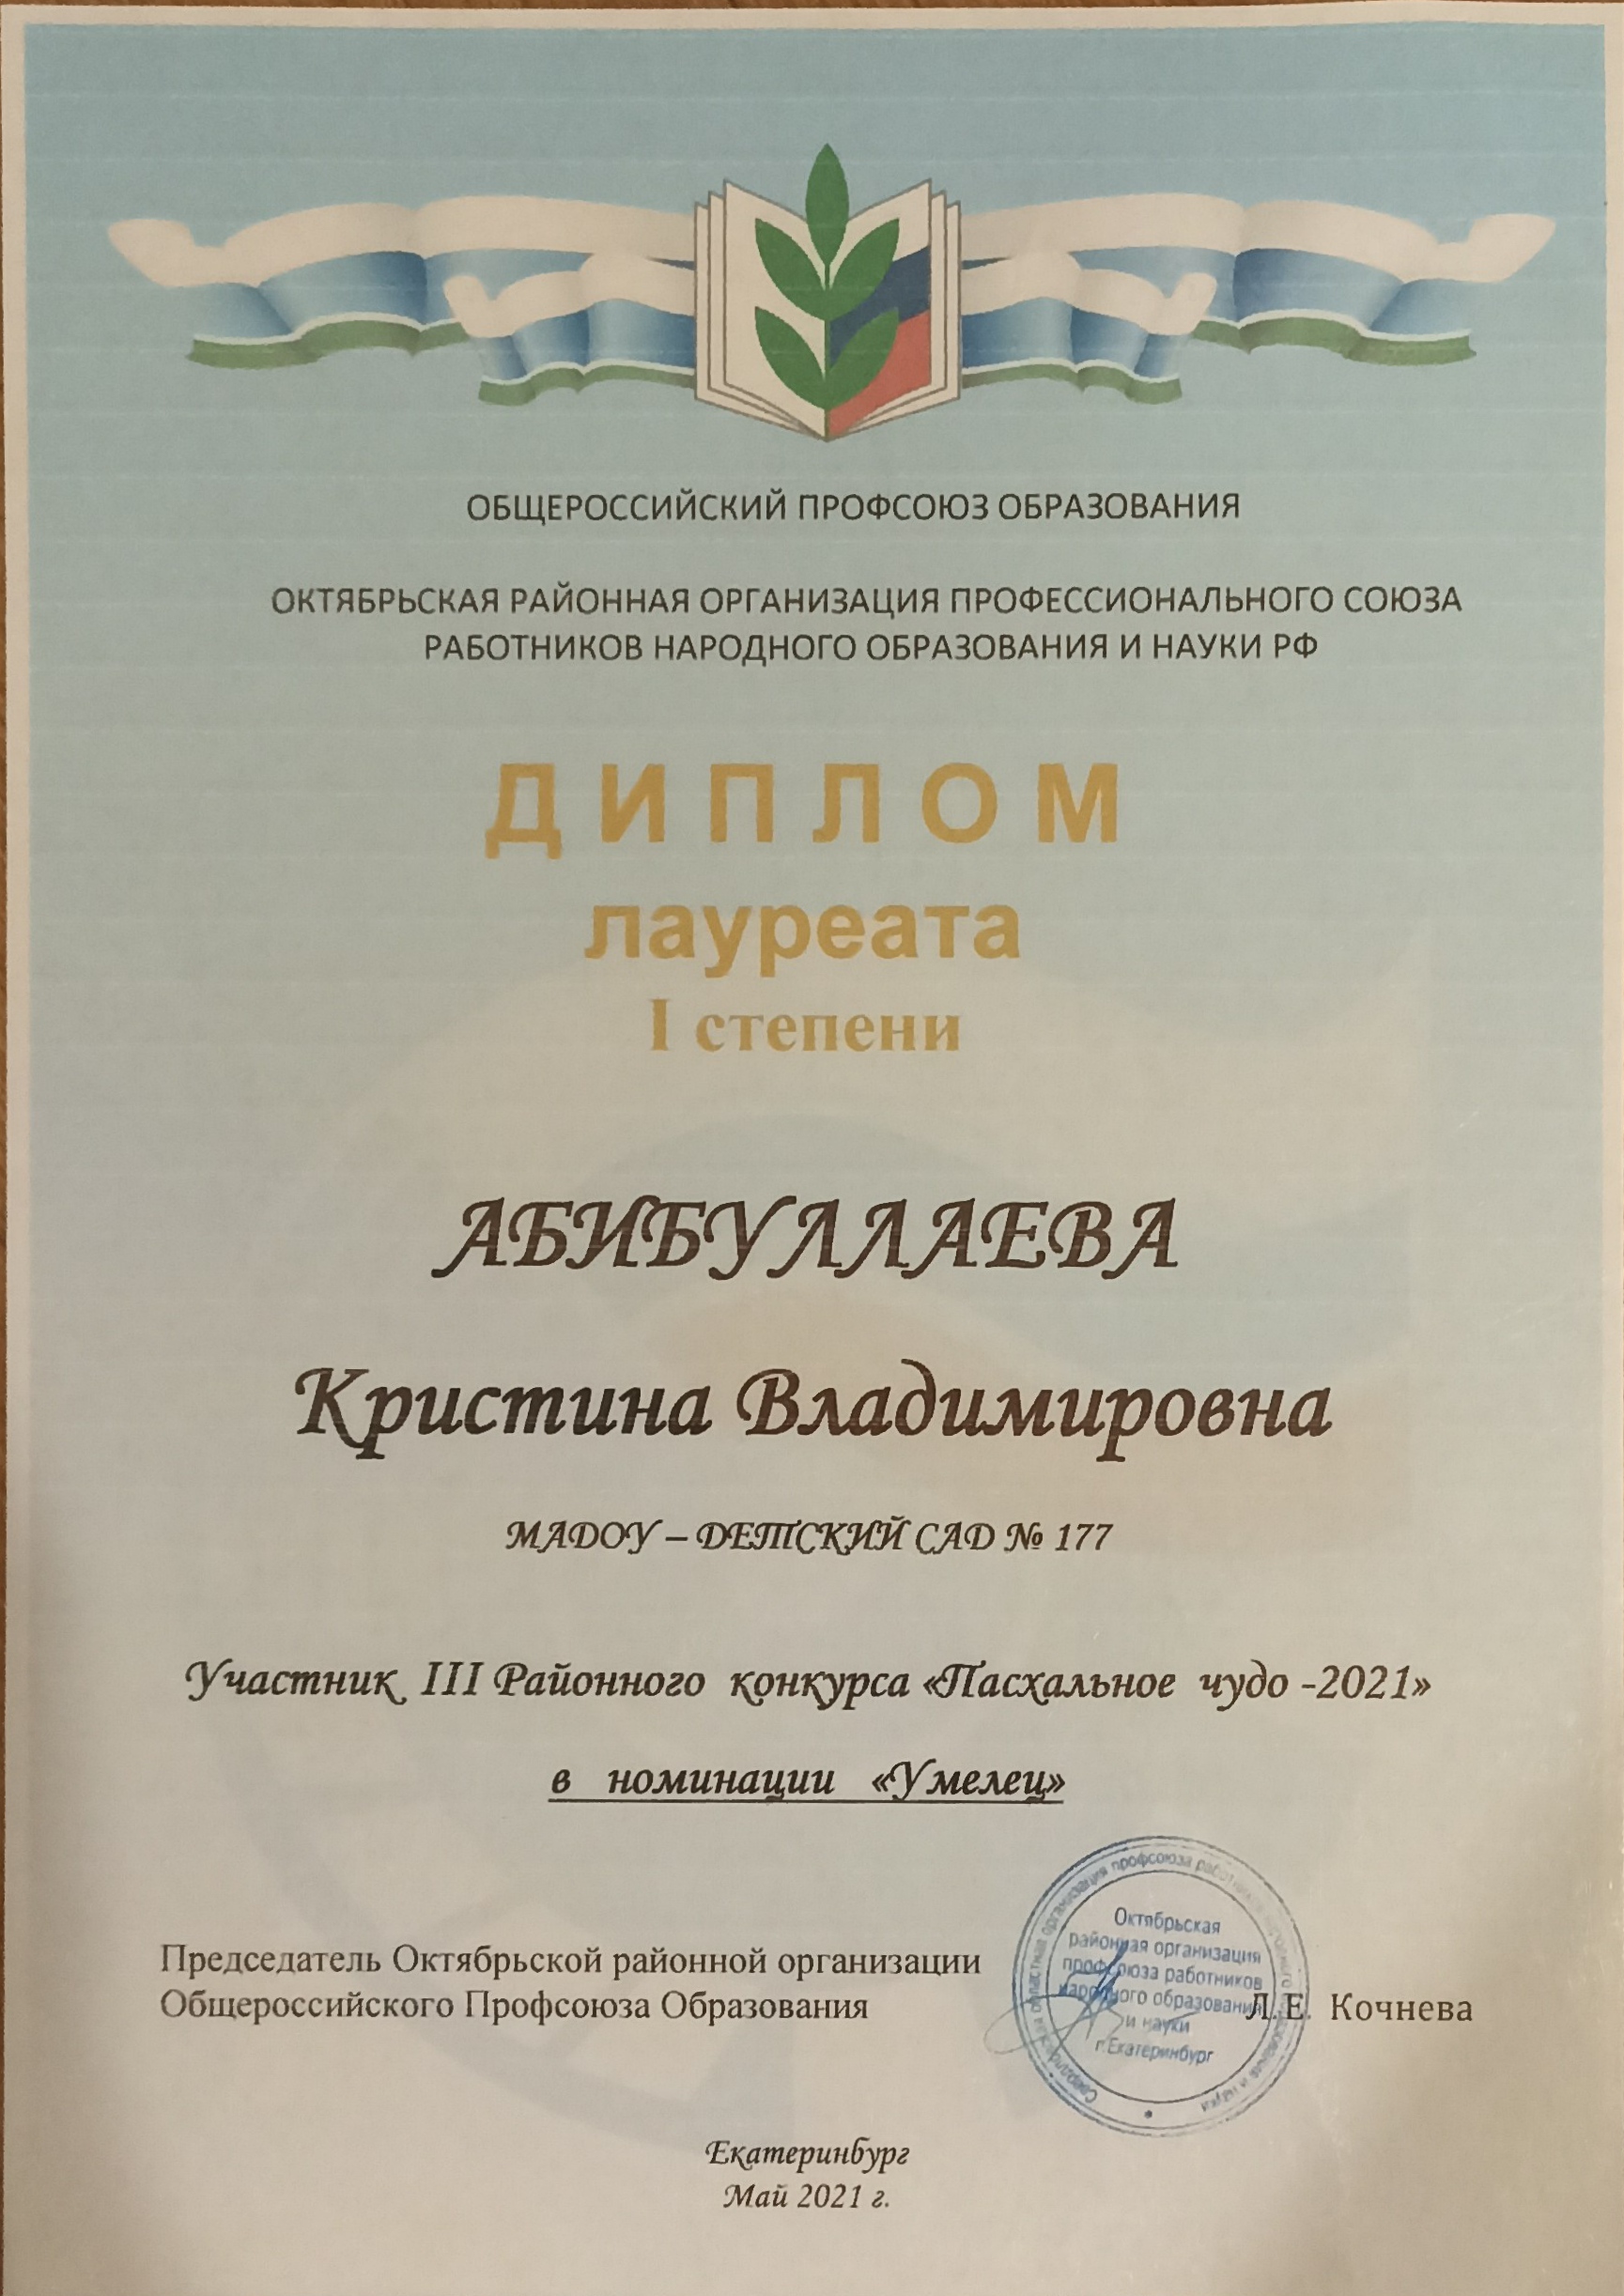 ОБЩЕРОССИЙСКИЙ ПРОФСОЮЗ ОБРАЗОВАНИЯ
ОКТЯБРЬСКАЯ РАЙОННАЯ ОРГАНИЗАЦИЯ ПРОФЕССИОНАЛЬНОГО СОЮЗА
РАБОТНИКОВ НАРОДНОГО ОБРАЗОВАНИЯ И НАУКИ РФ
ДИПЛОМ
лауреата
I степени
АБИБУЛЛАЕВА
Кристина Владимировна
МАДОУ – ДЕТСКИЙ САД № 177
Участник III Районного конкурса «Пасхальное чудо -2021»
в номинации «Умелец»
Председатель Октябрьской районной организации
Общероссийского Профсоюза Образования
Л.Е. Кочнева
организация профсоюза
Октябрьская
районная организация
профсоюза работников
народного образования
и науки
г.Екатеринбург
Екатеринбург
Май 2021 г.